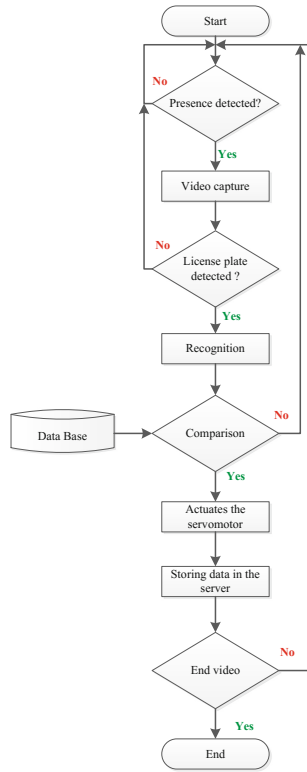 Start
No
Presence detected?
Yes
Video capture
No
License plate
detected ?
Yes
Recognition
Data Base
Comparison
No
Yes
Actuates the
servomotor
Storing data in the
server
End video
No
Yes
End